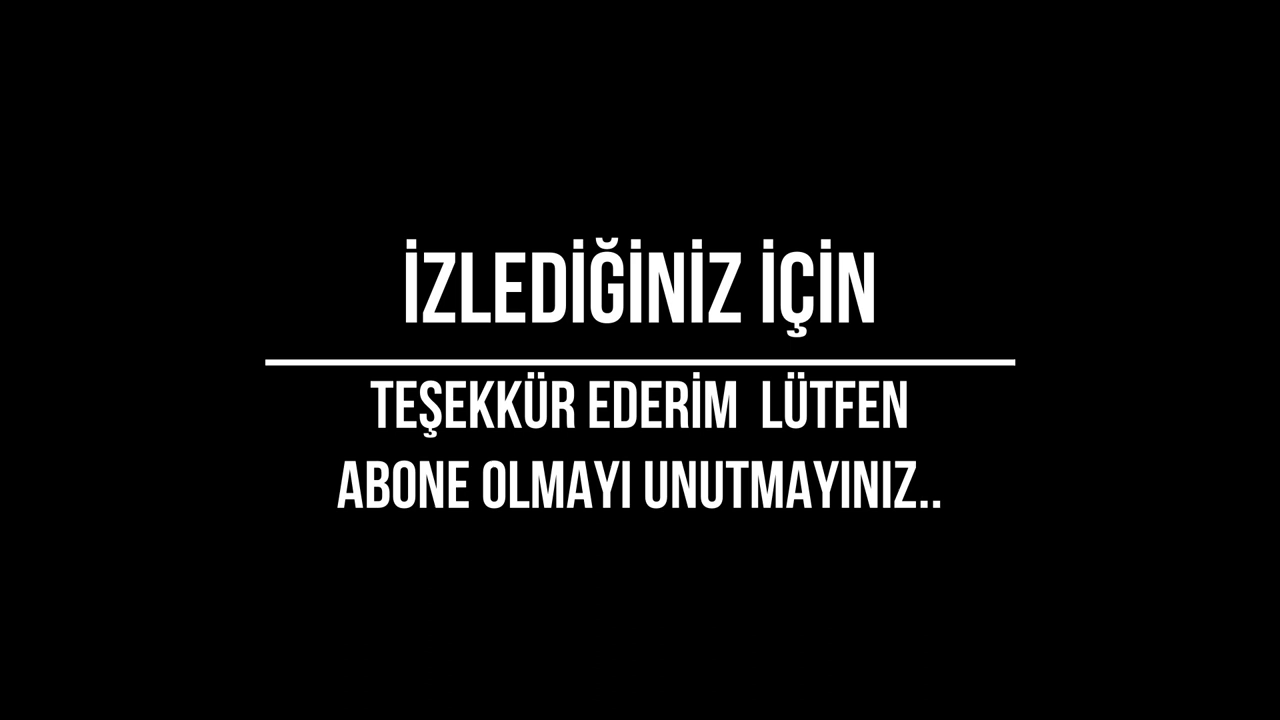 İZLEDİĞİNİZ İÇİN
TEŞEKKÜR EDERİM  LÜTFEN
ABONE OLMAYI UNUTMAYINIZ..